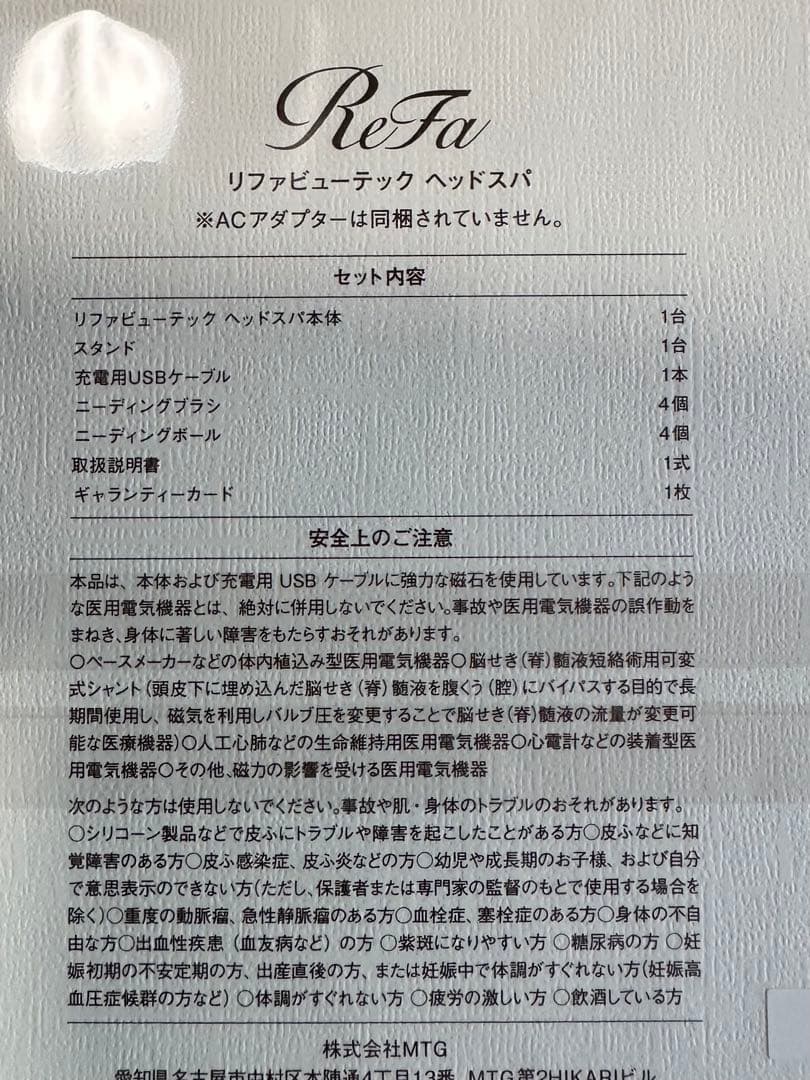 ReFa
リファビューテック ヘッドスパ
※ACアダプターは同梱されていません。
セット内容
リファビューテック ヘッドスパ本体 1台
スタンド 1台
充電用USBケーブル 1本
ニーディングブラシ 4個
ニーディングボール 4個
取扱説明書 1式
ギャランティーカード 1枚
安全上のご注意
本品は、本体および充電用 USB ケーブルに強力な磁石を使用しています。下記のよう
な医用電気機器とは、絶対に併用しないでください。事故や医用電気機器の誤作動を
まねき、身体に著しい障害をもたらすおそれがあります。
○ペースメーカーなどの体内植込み型医用電気機器○脳せき(脊)髄液短絡術用可変
式シャント(頭皮下に埋め込んだ脳せき(脊)髄液を腹くう(腔)にバイパスする目的で長
期間使用し、磁気を利用しバルブ圧を変更することで脳せき(脊)髄液の流量が変更可
能な医療機器)○人工心肺などの生命維持用医用電気機器○心電計などの装着型医
用電気機器○その他、磁力の影響を受ける医用電気機器
次のような方は使用しないでください。事故や肌・身体のトラブルのおそれがあります。
○シリコーン製品などで皮ふにトラブルや障害を起こしたことがある方○皮ふなどに知
覚障害のある方○皮ふ感染症、皮ふ炎などの方○幼児や成長期のお子様、および自分
で意思表示のできない方(ただし、保護者または専門家の監督のもとで使用する場合を
除く)○重度の動脈瘤、急性静脈瘤のある方○血栓症、塞栓症のある方○身体の不自
由な方○出血性疾患(血友病など)の方 ○紫斑になりやすい方 ○糖尿病の方 ○妊
娠初期の不安定期の方、出産直後の方、または妊娠中で体調がすぐれない方(妊娠高
血圧症候群の方など) ○体調がすぐれない方 ○疲労の激しい方 ○飲酒している方
株式会社MTG
愛知県名古屋市中村区本陣通4丁目13番 MTG第2HIKARIビル